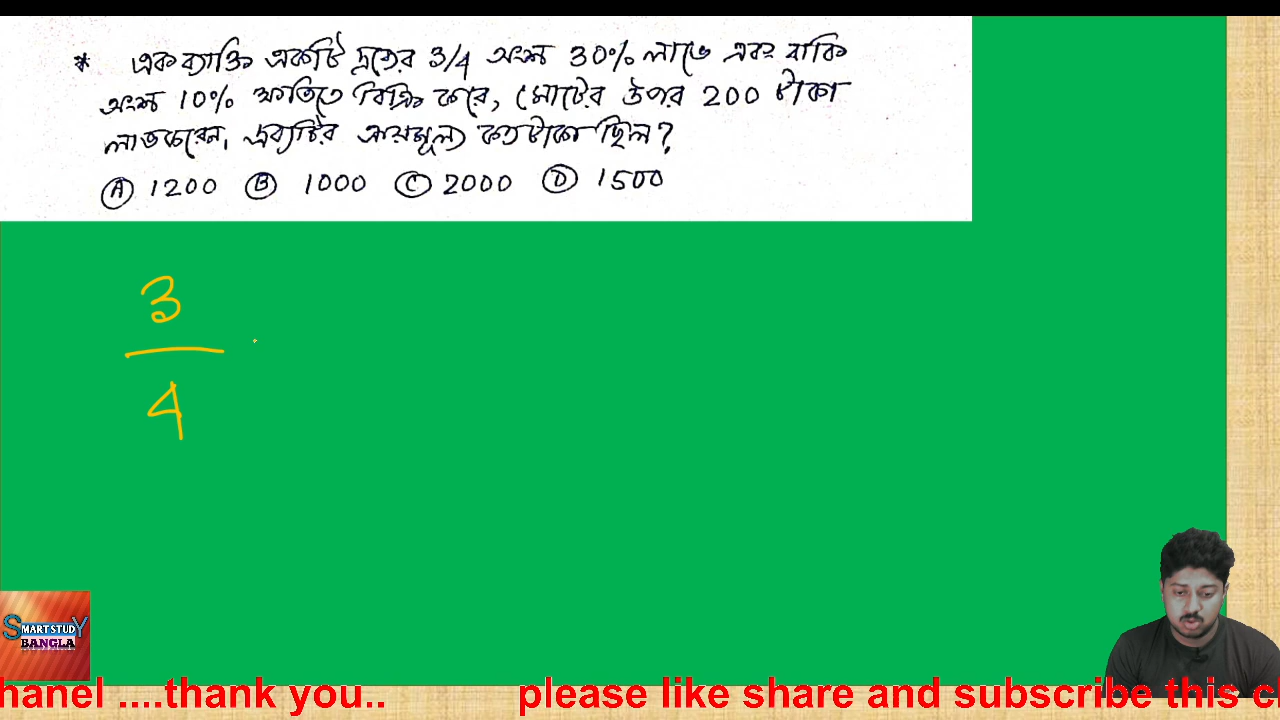 * এক ব্যক্তি একটি দ্রব্যের 3/4 অংশ 30% লাভে এবং বাকি
অংশ 10% ক্ষতিতে বিক্রি করে, মোটের উপর 200 টাকা
লাভ করেন, দ্রব্যটির ক্রয়মূল্য কত টাকা ছিল?
(A) 1200 (B) 1000 (C) 2000 (D) 1500
3
4
SMART STUDY
BANGLA
hanel ....thank you.. please like share and subscribe this c